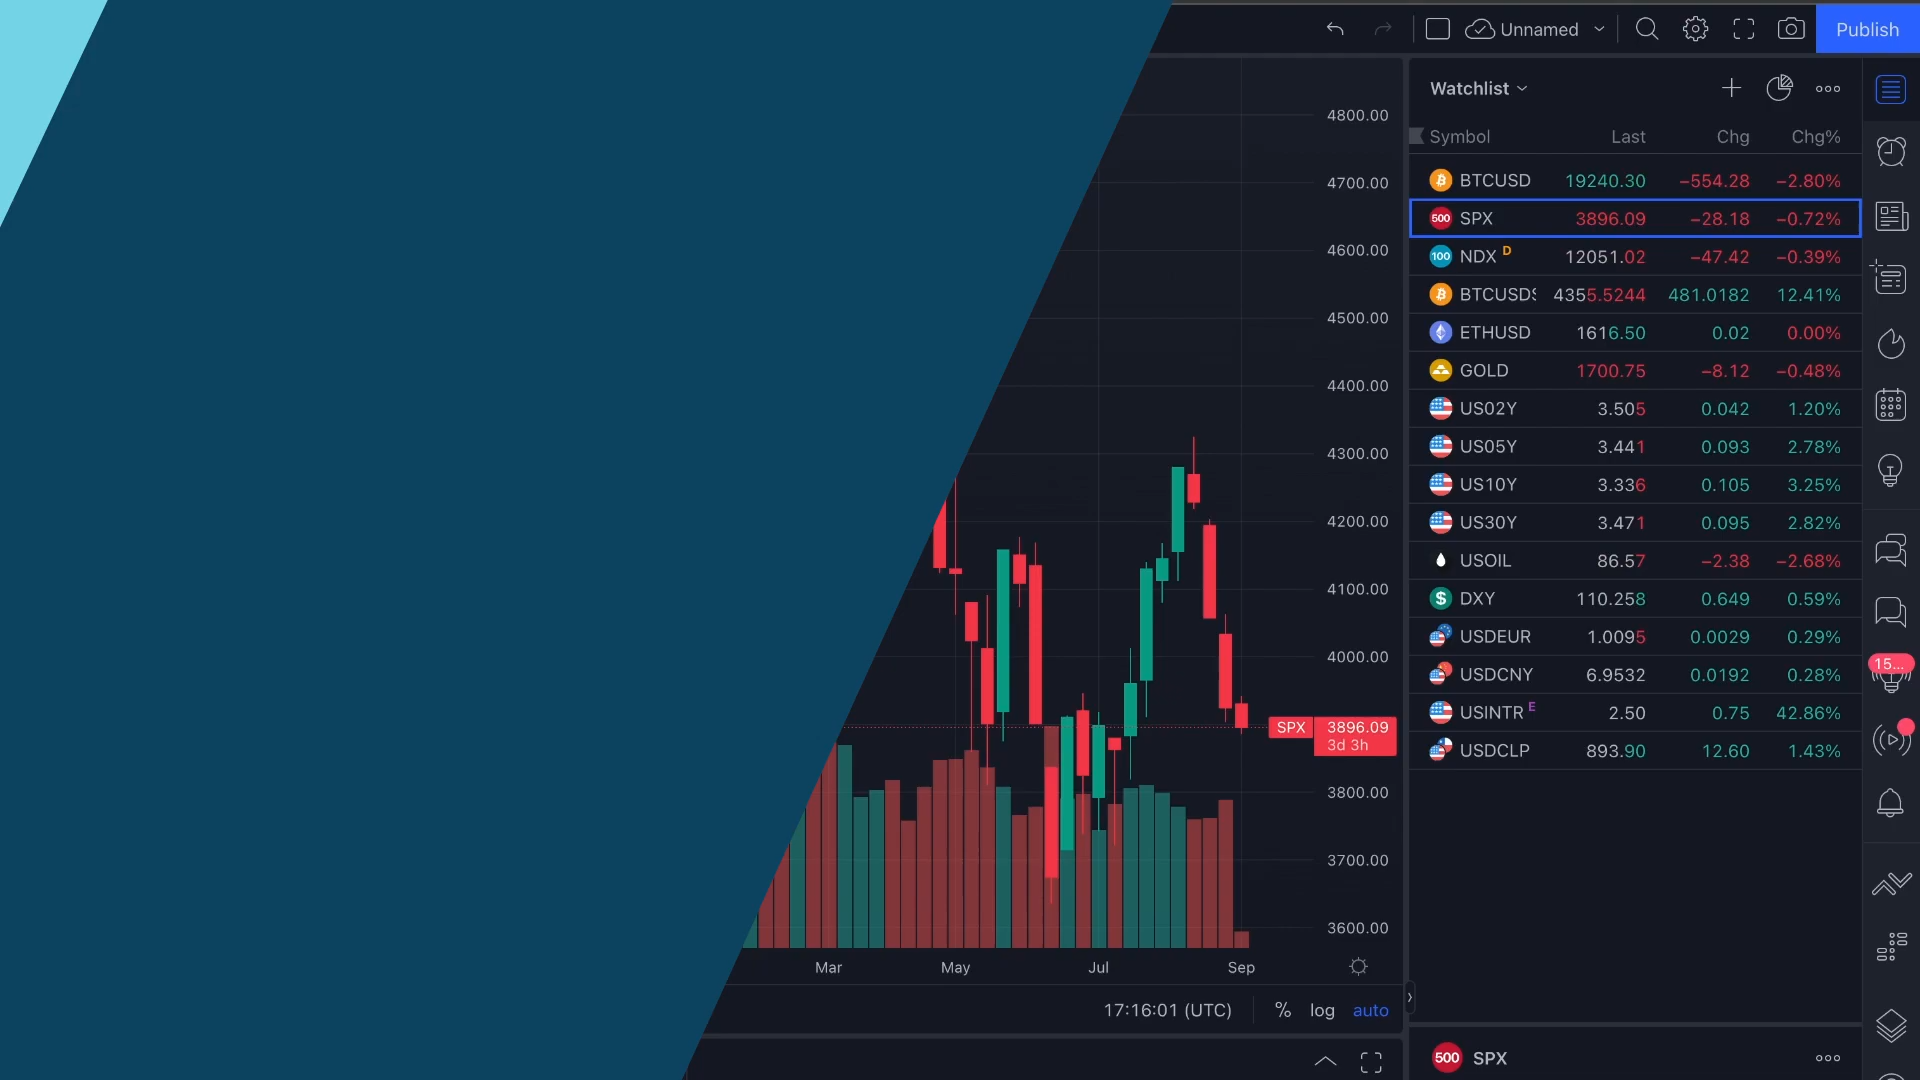 Unnamed
Publish
4800.00
4700.00
4600.00
4500.00
4400.00
4300.00
4200.00
4100.00
4000.00
SPX 3896.09
3d 3h
3800.00
3700.00
3600.00
Mar May Jul Sep
17:16:01 (UTC) % log auto
Watchlist
Symbol Last Chg Chg%
BTCUSD 19240.30 −554.28 −2.80%
500 SPX 3896.09 −28.18 −0.72%
100 NDX D 12051.02 −47.42 −0.39%
BTCUSDS 4355.5244 481.0182 12.41%
ETHUSD 1616.50 0.02 0.00%
GOLD 1700.75 −8.12 −0.48%
US02Y 3.505 0.042 1.20%
US05Y 3.441 0.093 2.78%
US10Y 3.336 0.105 3.25%
US30Y 3.471 0.095 2.82%
USOIL 86.57 −2.38 −2.68%
$ DXY 110.258 0.649 0.59%
USDEUR 1.0095 0.0029 0.29%
USDCNY 6.9532 0.0192 0.28%
USINTR E 2.50 0.75 42.86%
USDCLP 893.90 12.60 1.43%
15...
500 SPX